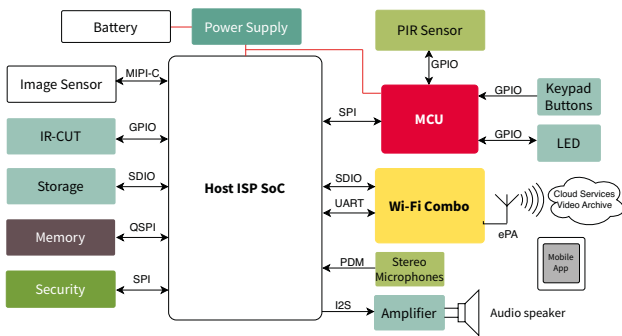 Battery
Power Supply
PIR Sensor
GPIO
Image Sensor
MIPI-C
IR-CUT
GPIO
Storage
SDIO
Memory
QSPI
Security
SPI
Host ISP SoC
SPI
MCU
GPIO
Keypad
Buttons
GPIO
LED
SDIO
UART
Wi-Fi Combo
ePA
Cloud Services
Video Archive
Mobile
App
PDM
Stereo
Microphones
I2S
Amplifier
Audio speaker